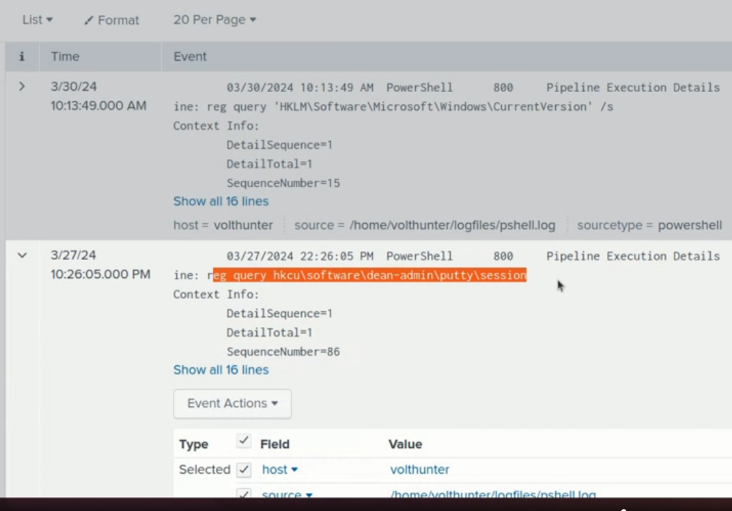 List Format 20 Per Page
i Time Event
3/30/24 03/30/2024 10:13:49 AM PowerShell 800 Pipeline Execution Details
10:13:49.000 AM ine: reg query 'HKLM\Software\Microsoft\Windows\CurrentVersion' /s
Context Info:
DetailSequence=1
DetailTotal=1
SequenceNumber=15
Show all 16 lines
host = volthunter source = /home/volthunter/logfiles/pshell.log sourcetype = powershell
3/27/24 03/27/2024 22:26:05 PM PowerShell 800 Pipeline Execution Details
10:26:05.000 PM ine: reg query hkcu\software\dean-admin\putty\session
Context Info:
DetailSequence=1
DetailTotal=1
SequenceNumber=86
Show all 16 lines
Event Actions
Type Field Value
Selected host volthunter
source /home/volthunter/logfiles/pshell.log